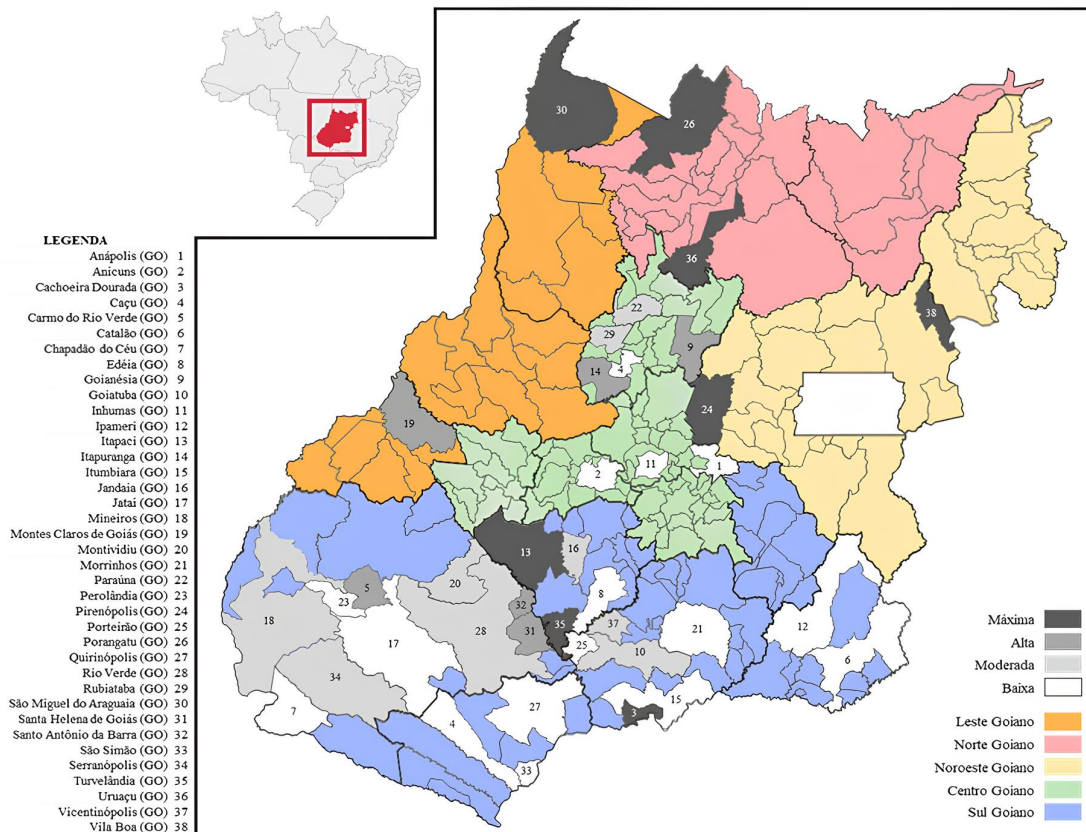 LEGENDA
Anápolis (GO) 1
Anicuns (GO) 2
Cachoeira Dourada (GO) 3
Caçu (GO) 4
Carmo do Rio Verde (GO) 5
Catalão (GO) 6
Chapadão do Céu (GO) 7
Edéia (GO) 8
Goianésia (GO) 9
Goiatuba (GO) 10
Inhumas (GO) 11
Ipameri (GO) 12
Itapaci (GO) 13
Itapuranga (GO) 14
Itumbiara (GO) 15
Jandaia (GO) 16
Jataí (GO) 17
Mineiros (GO) 18
Montes Claros de Goiás (GO) 19
Montividiu (GO) 20
Morrinhos (GO) 21
Paraúna (GO) 22
Perolândia (GO) 23
Pirenópolis (GO) 24
Porteirão (GO) 25
Porangatu (GO) 26
Quirinópolis (GO) 27
Rio Verde (GO) 28
Rubiataba (GO) 29
São Miguel do Araguaia (GO) 30
Santa Helena de Goiás (GO) 31
Santo Antônio da Barra (GO) 32
São Simão (GO) 33
Serranópolis (GO) 34
Turvelândia (GO) 35
Uruaçu (GO) 36
Vicentinópolis (GO) 37
Vila Boa (GO) 38
30
26
36
38
22
29
9
4
14
24
19
2
11
1
13
16
20
5
23
32
8
18
17
28
31
35
37
25
21
12
10
6
34
7
4
27
15
3
33
Máxima
Alta
Moderada
Baixa
Leste Goiano
Norte Goiano
Noroeste Goiano
Centro Goiano
Sul Goiano